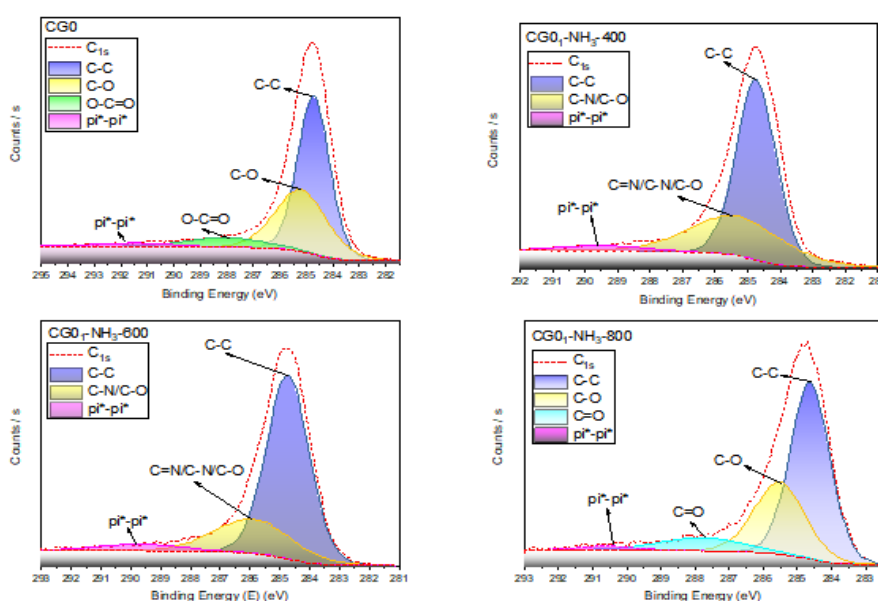 CG0
C1s
C-C
C-O
O-C=O
pi*-pi*
C-C
C-O
O-C=O
pi*-pi*
Counts / s
295 294 293 292 291 290 289 288 287 286 285 284 283 282
Binding Energy (eV)
CG01-NH3-400
C1s
C-C
C-N/C-O
pi*-pi*
C-C
C=N/C-N/C-O
pi*-pi*
Counts / s
292 291 290 289 288 287 286 285 284 283 282
Binding Energy (eV)
CG01-NH3-600
C1s
C-C
C-N/C-O
pi*-pi*
C-C
C=N/C-N/C-O
pi*-pi*
Counts / s
293 292 291 290 289 288 287 286 285 284 283 282 281
Binding Energy (E) (eV)
CG01-NH3-800
C1s
C-C
C-O
C=O
pi*-pi*
C-C
C-O
C=O
pi*-pi*
Counts / s
293 292 291 290 289 288 287 286 285 284 283
Binding Energy (eV)